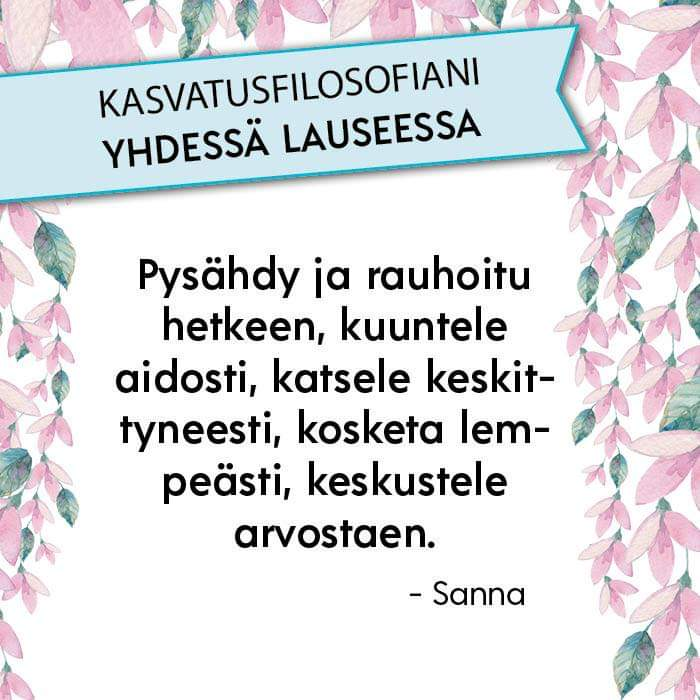 KASVATUSFILOSOFIANI
YHDESSÄ LAUSEESSA
Pysähdy ja rauhoitu
hetkeen, kuuntele
aidosti, katsele keskit-
tyneesti, kosketa lem-
peästi, keskustele
arvostaen.
- Sanna